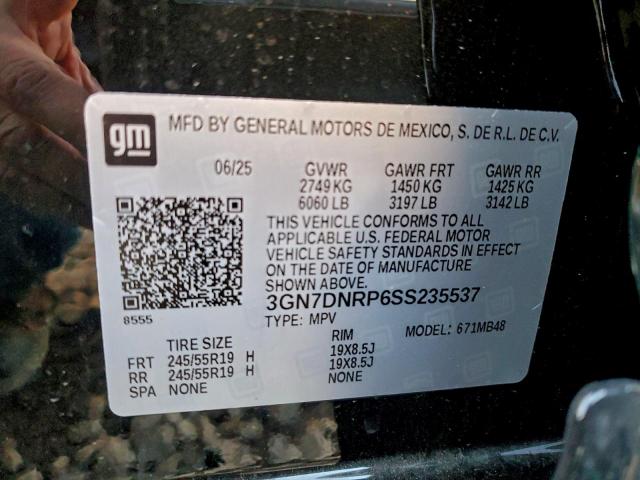 gm MFD BY GENERAL MOTORS DE MEXICO, S. DE R.L. DE C.V.
06/25 GVWR GAWR FRT GAWR RR
2749 KG 1450 KG 1425 KG
6060 LB 3197 LB 3142 LB
THIS VEHICLE CONFORMS TO ALL
APPLICABLE U.S. FEDERAL MOTOR
VEHICLE SAFETY STANDARDS IN EFFECT
ON THE DATE OF MANUFACTURE
SHOWN ABOVE.
3GN7DNRP6SS235537
8555 TYPE: MPV MODEL: 671MB48
TIRE SIZE RIM
FRT 245/55R19 H 19X8.5J
RR 245/55R19 H 19X8.5J
SPA NONE NONE